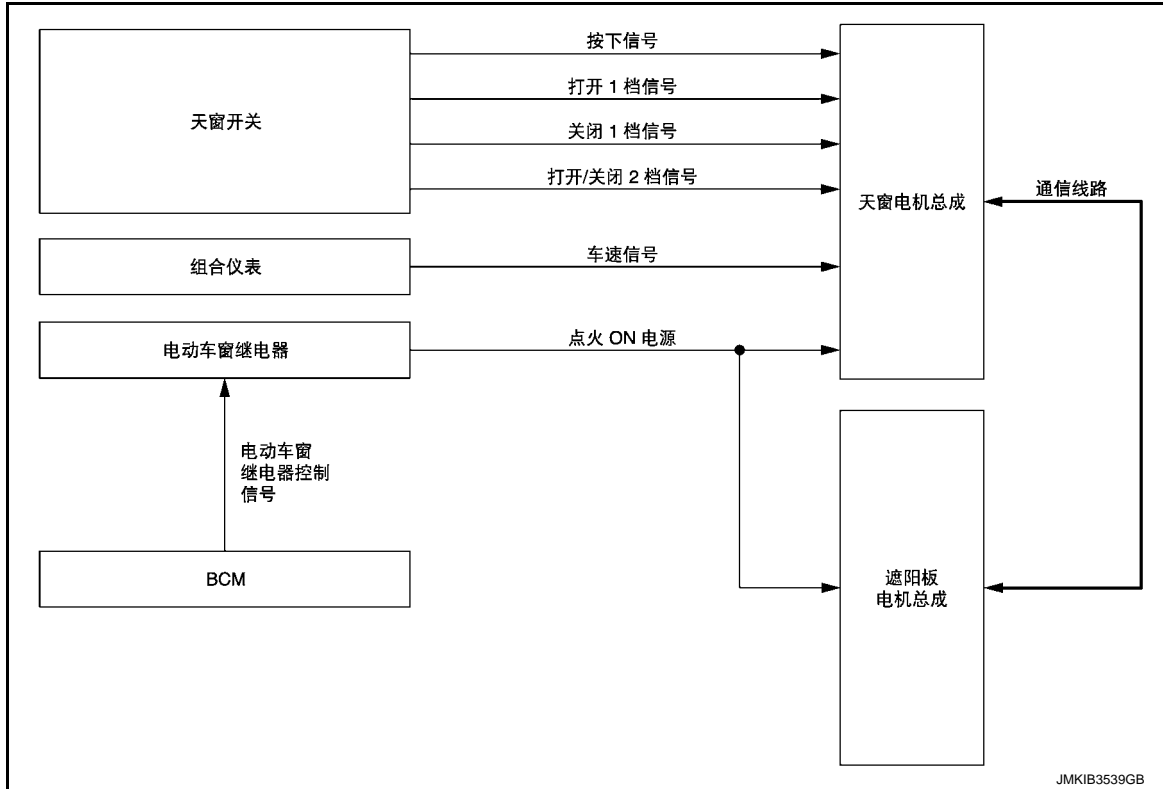 按下信号
打开 1 档信号
天窗开关
关闭 1 档信号
打开/关闭 2 档信号
天窗电机总成
通信线路
组合仪表
车速信号
电动车窗继电器
点火 ON 电源
电动车窗
继电器控制
信号
BCM
遮阳板
电机总成
JMKIB3539GB